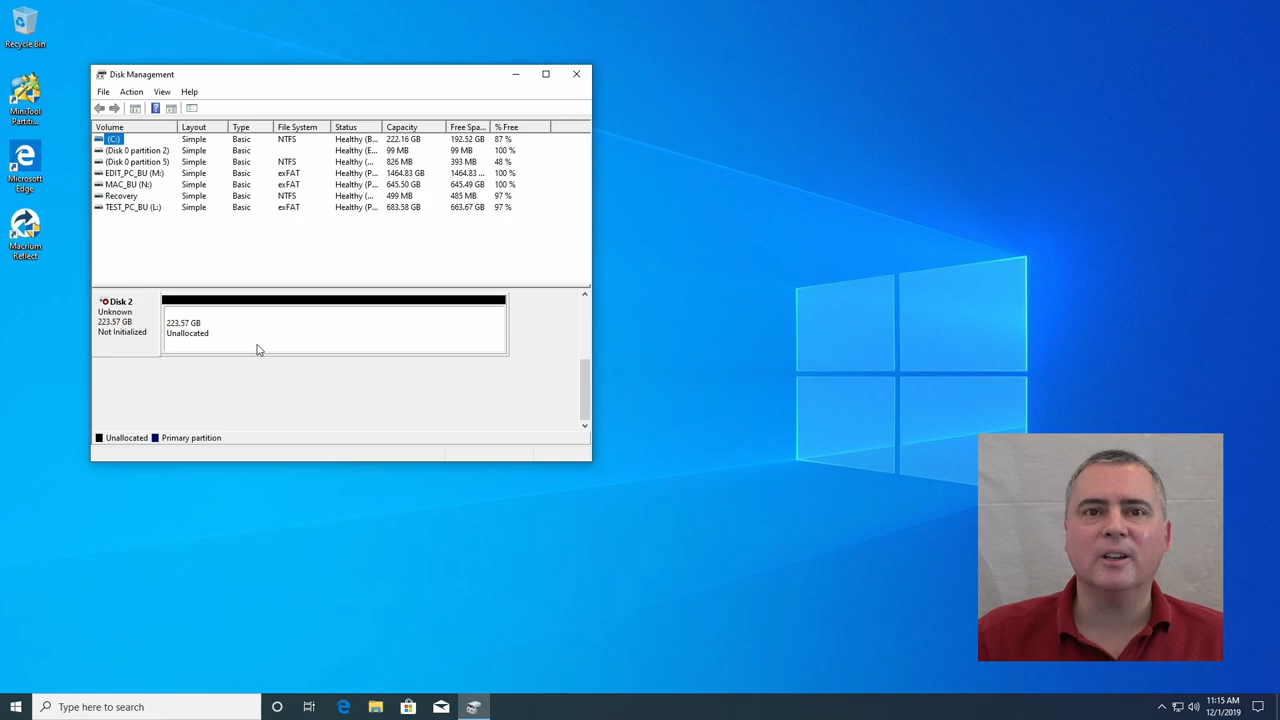 Recycle Bin
MiniTool
Partiti...
Microsoft
Edge
Macrium
Reflect
Disk Management
File Action View Help
Volume Layout Type File System Status Capacity Free Spa... % Free
(C:) Simple Basic NTFS Healthy (B... 222.16 GB 192.52 GB 87 %
(Disk 0 partition 2) Simple Basic Healthy (E... 99 MB 99 MB 100 %
(Disk 0 partition 5) Simple Basic NTFS Healthy (... 826 MB 393 MB 48 %
EDIT_PC_BU (M:) Simple Basic exFAT Healthy (P... 1464.83 ... 1464.83 ... 100 %
MAC_BU (N:) Simple Basic exFAT Healthy (P... 645.50 GB 645.49 GB 100 %
Recovery Simple Basic NTFS Healthy (... 499 MB 485 MB 97 %
TEST_PC_BU (L:) Simple Basic exFAT Healthy (P... 683.58 GB 663.67 GB 97 %
Disk 2
Unknown
223.57 GB
Not Initialized
223.57 GB
Unallocated
Unallocated Primary partition
Type here to search
11:15 AM
12/1/2019